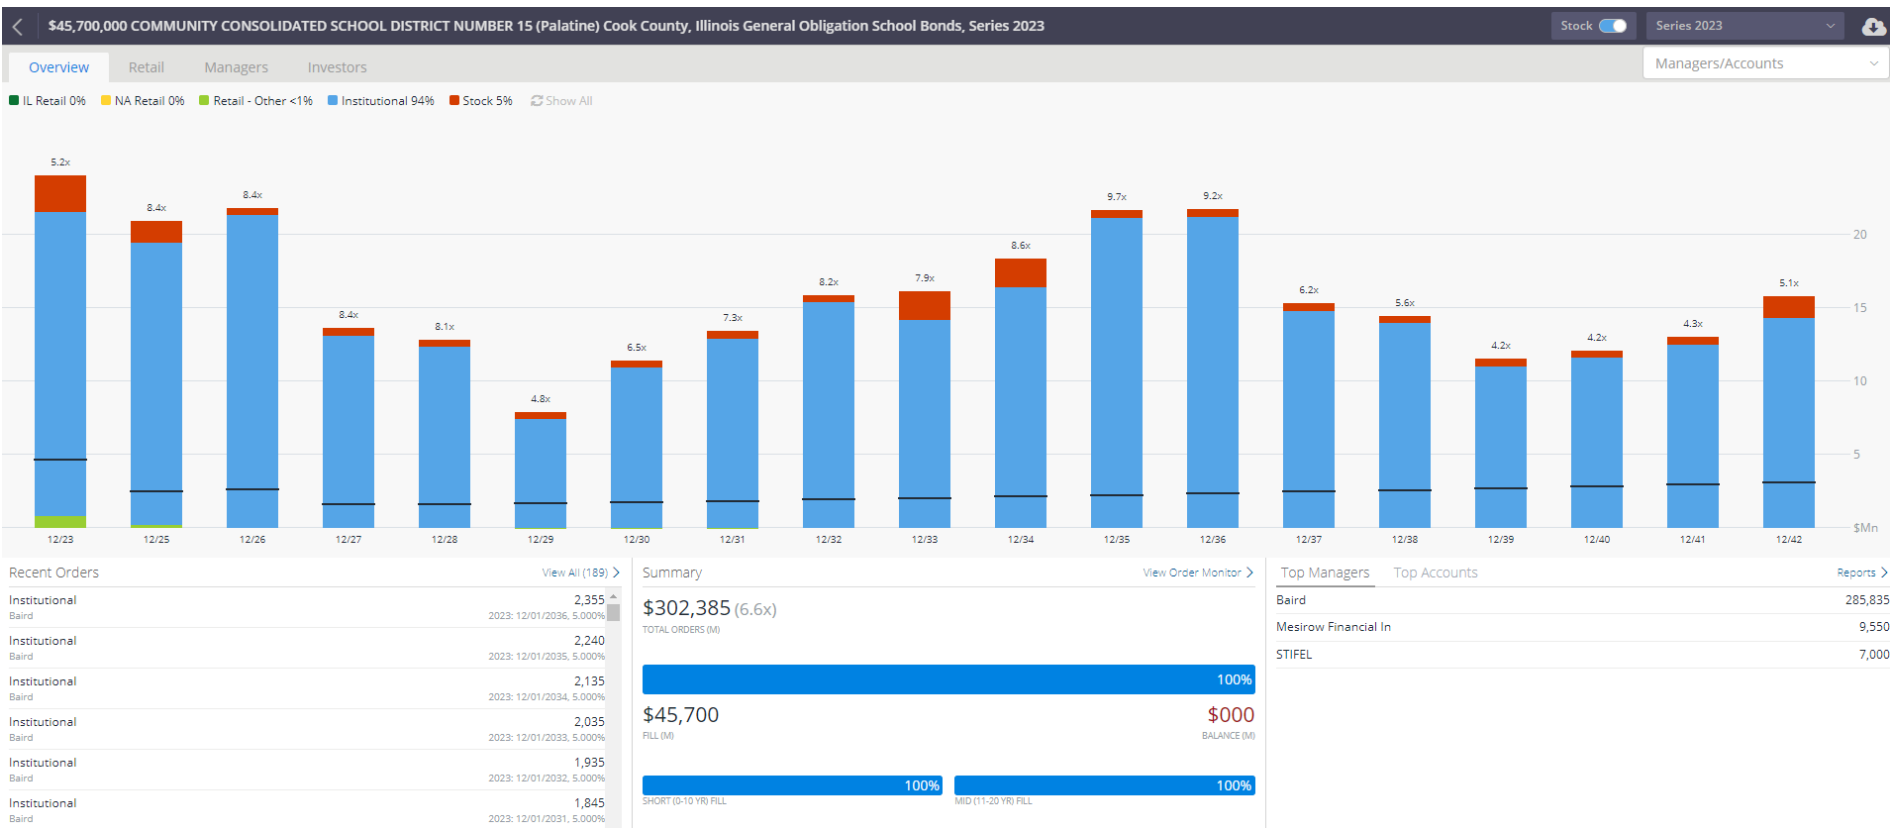 $45,700,000 COMMUNITY CONSOLIDATED SCHOOL DISTRICT NUMBER 15 (Palatine) Cook County, Illinois General Obligation School Bonds, Series 2023
Stock
Series 2023
Overview
Retail
Managers
Investors
Managers/Accounts
IL Retail 0%
NA Retail 0%
Retail - Other <1%
Institutional 94%
Stock 5%
Show All
5.2x
8.4x
8.4x
8.4x
8.1x
4.8x
6.5x
7.3x
8.2x
7.9x
8.6x
9.7x
9.2x
6.2x
5.6x
4.2x
4.2x
4.3x
5.1x
20
15
10
5
$Mn
12/23
12/25
12/26
12/27
12/28
12/29
12/30
12/31
12/32
12/33
12/34
12/35
12/36
12/37
12/38
12/39
12/40
12/41
12/42
Recent Orders
View All (189)
Institutional 2,355
Baird 2023: 12/01/2036, 5.000%
Institutional 2,240
Baird 2023: 12/01/2035, 5.000%
Institutional 2,135
Baird 2023: 12/01/2034, 5.000%
Institutional 2,035
Baird 2023: 12/01/2033, 5.000%
Institutional 1,935
Baird 2023: 12/01/2032, 5.000%
Institutional 1,845
Baird 2023: 12/01/2031, 5.000%
Summary
View Order Monitor
$302,385 (6.6x)
TOTAL ORDERS (M)
100%
$45,700 $000
FILL (M) BALANCE (M)
100% 100%
SHORT (0-10 YR) FILL MID (11-20 YR) FILL
Top Managers
Top Accounts
Reports
Baird 285,835
Mesirow Financial In 9,550
STIFEL 7,000